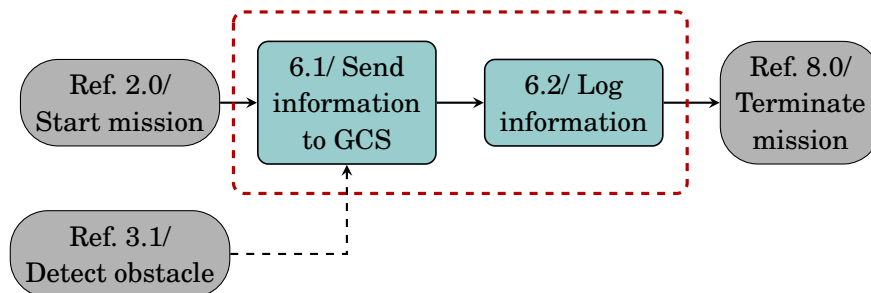 Ref. 2.0/
Start mission
6.1/ Send
information
to GCS
6.2/ Log
information
Ref. 8.0/
Terminate
mission
Ref. 3.1/
Detect obstacle